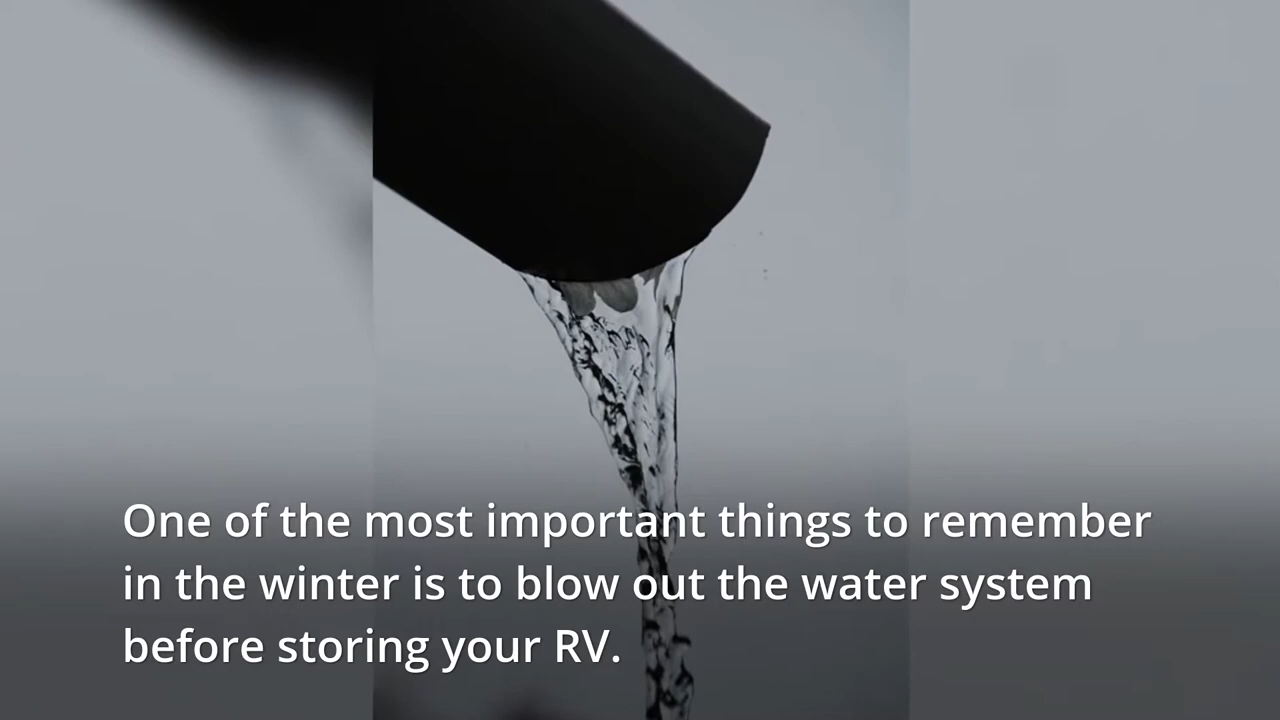 One of the most important things to remember
in the winter is to blow out the water system
before storing your RV.